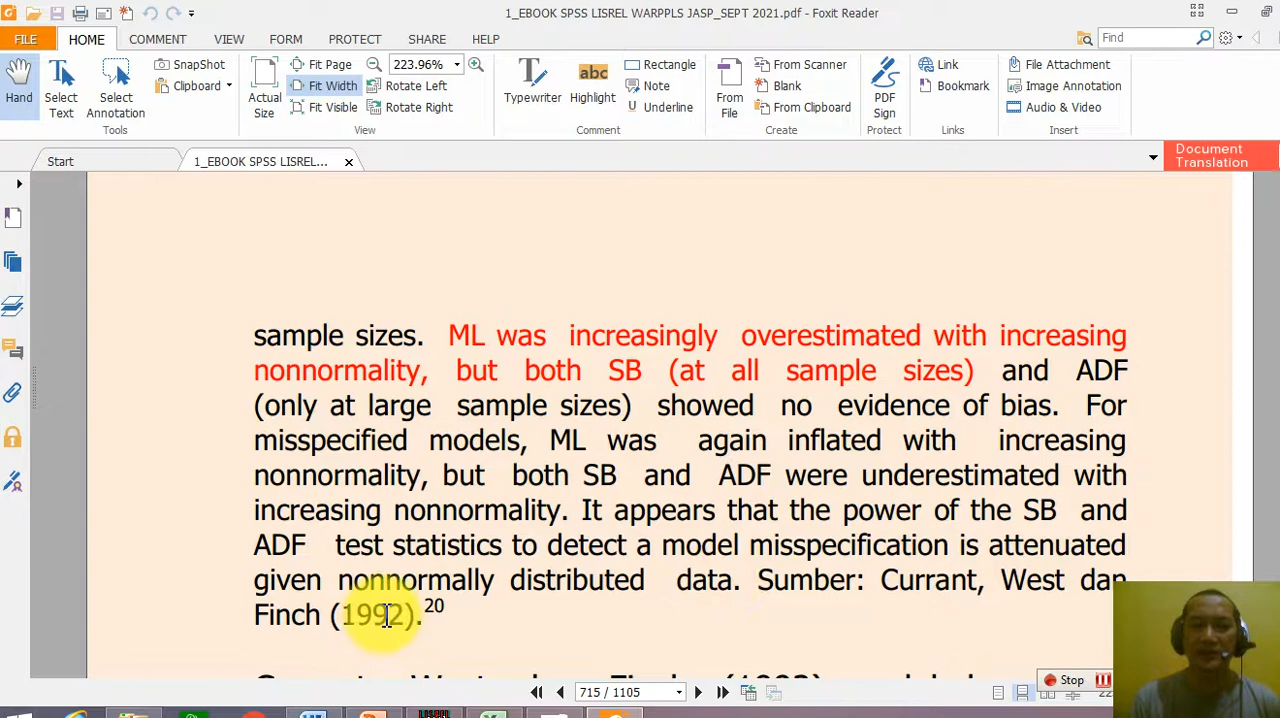 1_EBOOK SPSS LISREL WARPPLS JASP_SEPT 2021.pdf - Foxit Reader
FILE HOME COMMENT VIEW FORM PROTECT SHARE HELP Find
Hand Select Text Select Annotation SnapShot Clipboard Tools
Actual Size Fit Page Fit Width Fit Visible 223.96% Rotate Left Rotate Right View
Typewriter Highlight Rectangle Note Underline Comment
From File From Scanner Blank From Clipboard Create
PDF Sign Protect
Link Bookmark Links
File Attachment Image Annotation Audio & Video Insert
Start 1_EBOOK SPSS LISREL... Document Translation
sample sizes. ML was increasingly overestimated with increasing
nonnormality, but both SB (at all sample sizes) and ADF
(only at large sample sizes) showed no evidence of bias. For
misspecified models, ML was again inflated with increasing
nonnormality, but both SB and ADF were underestimated with
increasing nonnormality. It appears that the power of the SB and
ADF test statistics to detect a model misspecification is attenuated
given nonnormally distributed data. Sumber: Currant, West dan
Finch (1992).20
715 / 1105
Stop